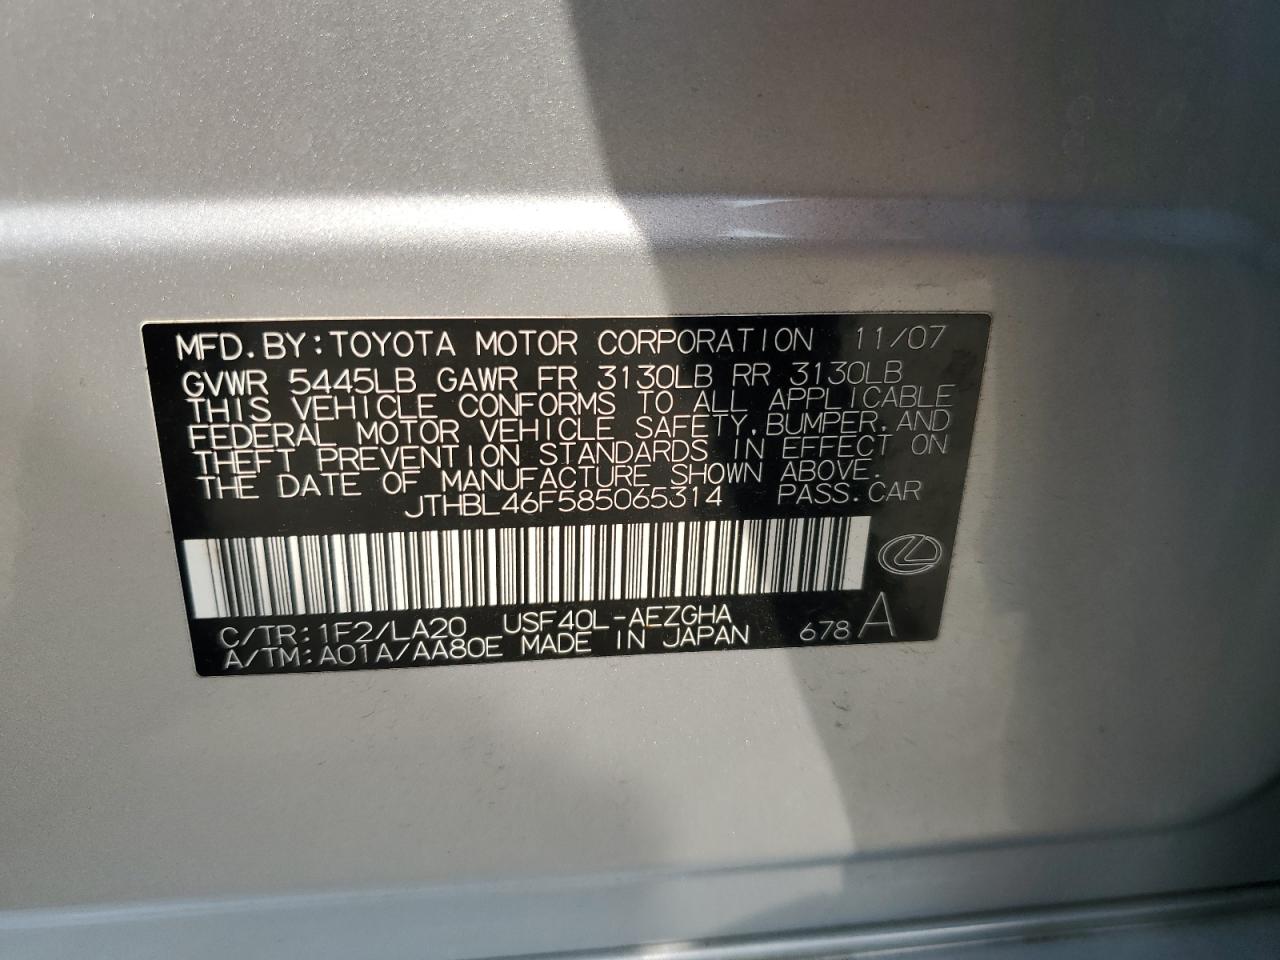 MFD. BY: TOYOTA MOTOR CORPORATION 11/07
GVWR 5445LB GAWR FR 3130LB RR 3130LB
THIS VEHICLE CONFORMS TO ALL APPLICABLE
FEDERAL MOTOR VEHICLE SAFETY, BUMPER, AND
THEFT PREVENTION STANDARDS IN EFFECT ON
THE DATE OF MANUFACTURE SHOWN ABOVE.
JTHBL46F585065314 PASS. CAR
C/TR: 1F2/LA20 USF40L-AEZGHA
A/TM: A01A/AA80E MADE IN JAPAN 678 A